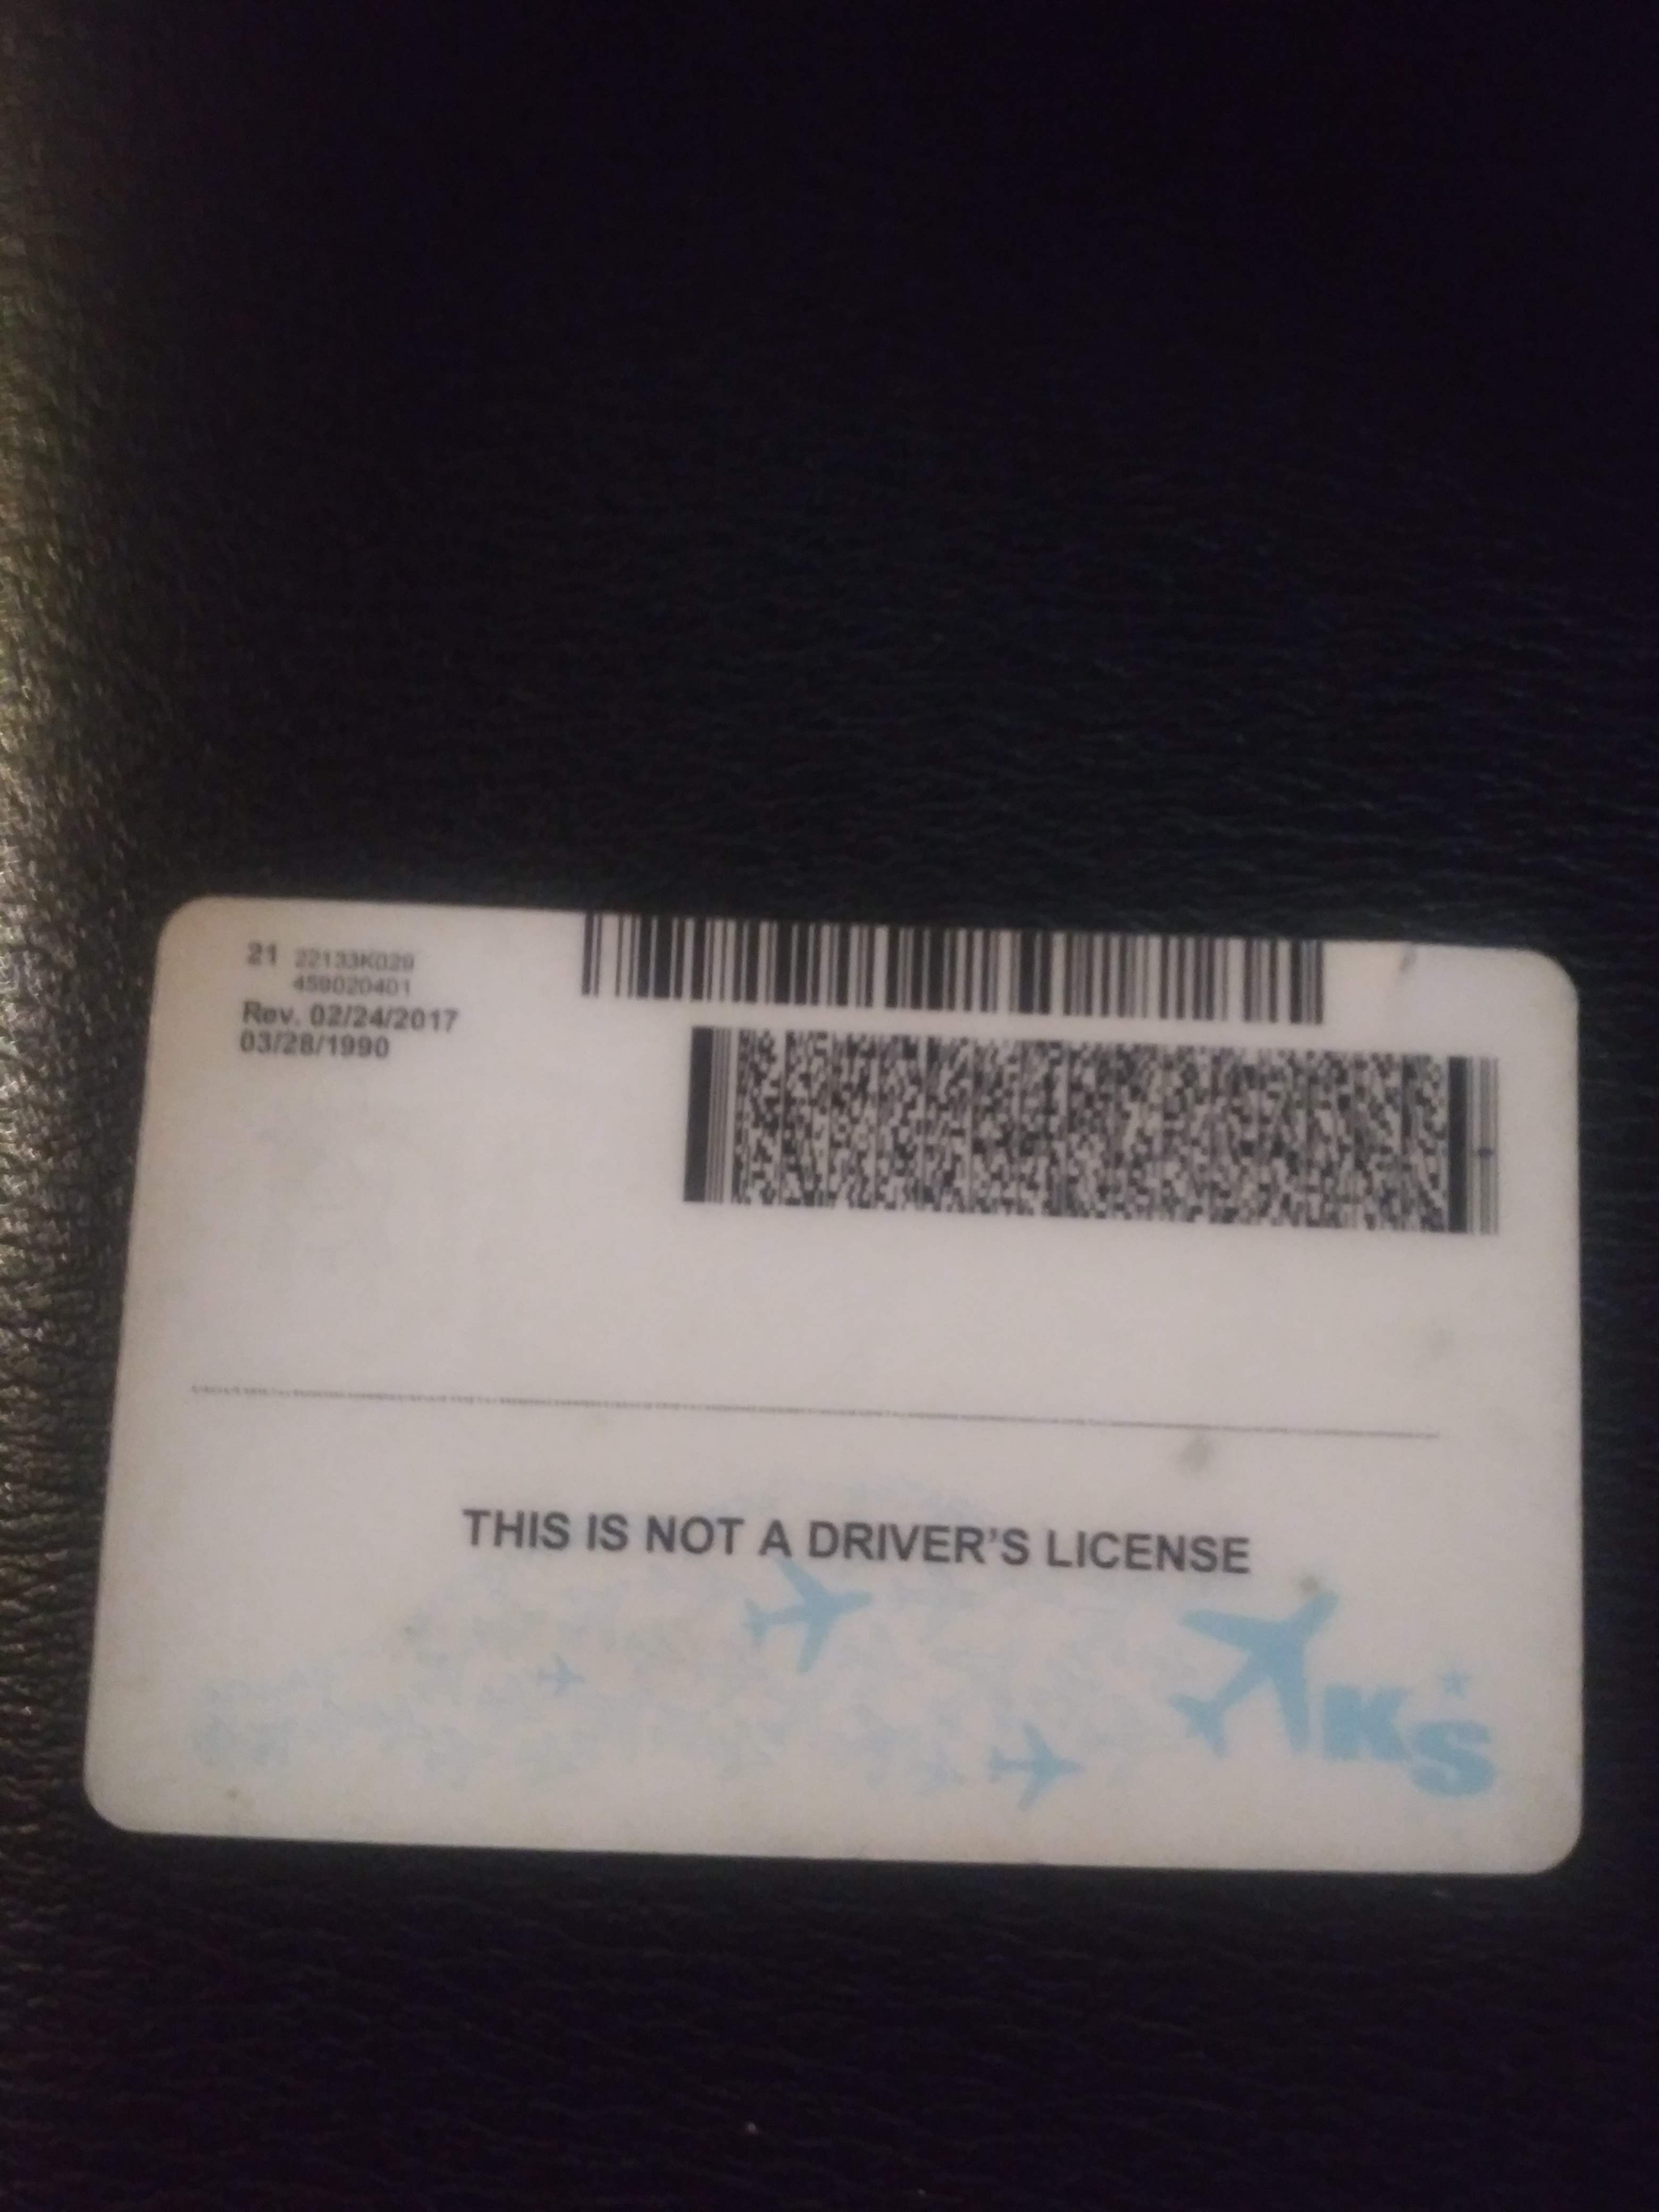 21 22133K029
459020401
Rev. 02/24/2017
03/28/1990
THIS IS NOT A DRIVER'S LICENSE
KS